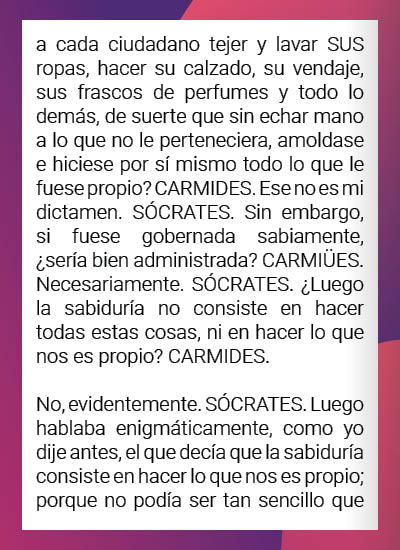 a cada ciudadano tejer y lavar SUS
ropas, hacer su calzado, su vendaje,
sus frascos de perfumes y todo lo
demás, de suerte que sin echar mano
a lo que no le perteneciera, amoldase
e hiciese por sí mismo todo lo que le
fuese propio? CARMIDES. Ese no es mi
dictamen. SÓCRATES. Sin embargo,
si fuese gobernada sabiamente,
¿sería bien administrada? CARMIÜES.
Necesariamente. SÓCRATES. ¿Luego
la sabiduría no consiste en hacer
todas estas cosas, ni en hacer lo que
nos es propio? CARMIDES.
No, evidentemente. SÓCRATES. Luego
hablaba enigmáticamente, como yo
dije antes, el que decía que la sabiduría
consiste en hacer lo que nos es propio;
porque no podía ser tan sencillo que